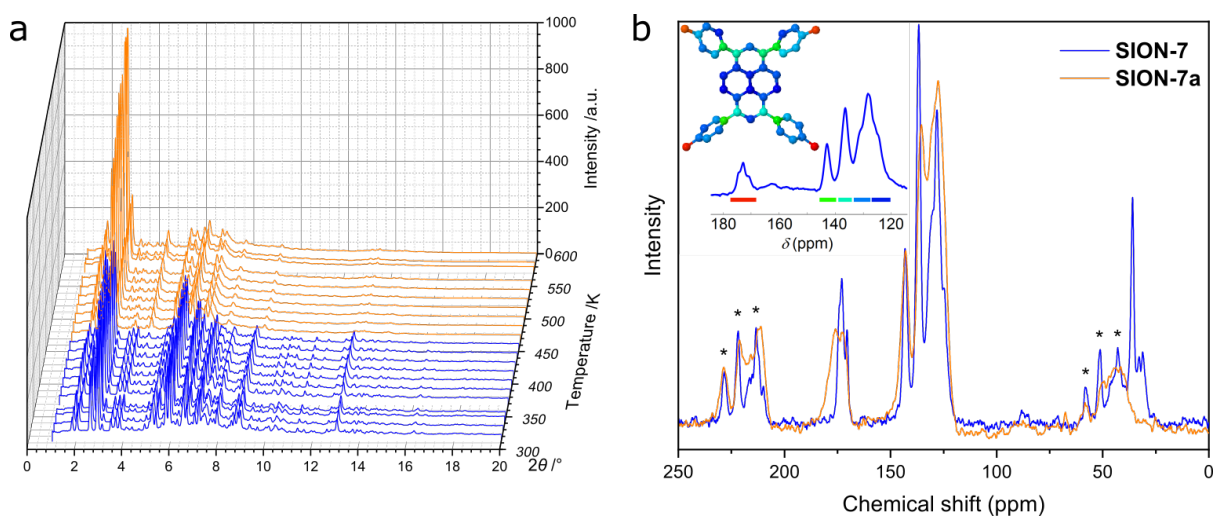 a
1000
800
600
400
200
0
Intensity /a.u.
600
550
500
450
400
350
300
Temperature /K
0 2 4 6 8 10 12 14 16 18 20
2θ /°
b
SION-7
SION-7a
180 160 140 120
δ (ppm)
* * * * * *
Intensity
250 200 150 100 50 0
Chemical shift (ppm)